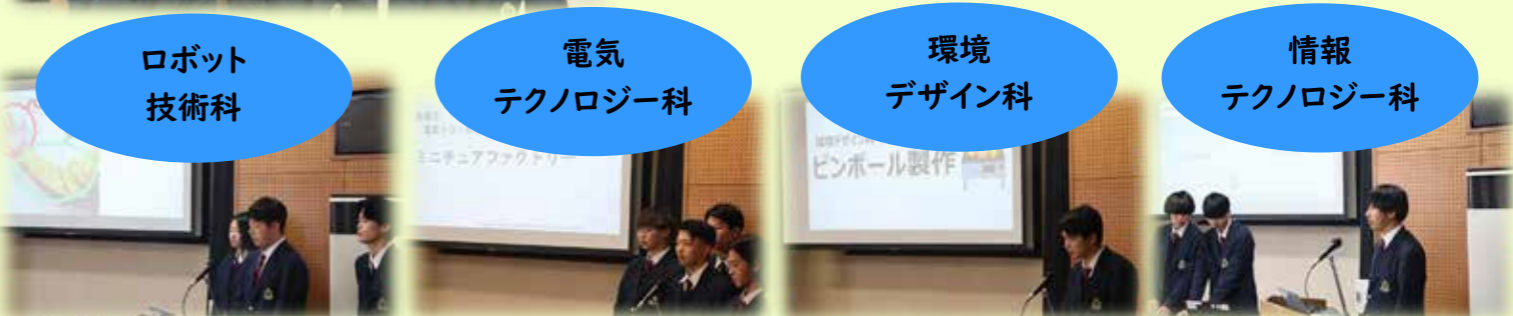 ロボット
技術科
電気
テクノロジー科
環境
デザイン科
情報
テクノロジー科
ミニチュアファクトリー
ピンボール製作